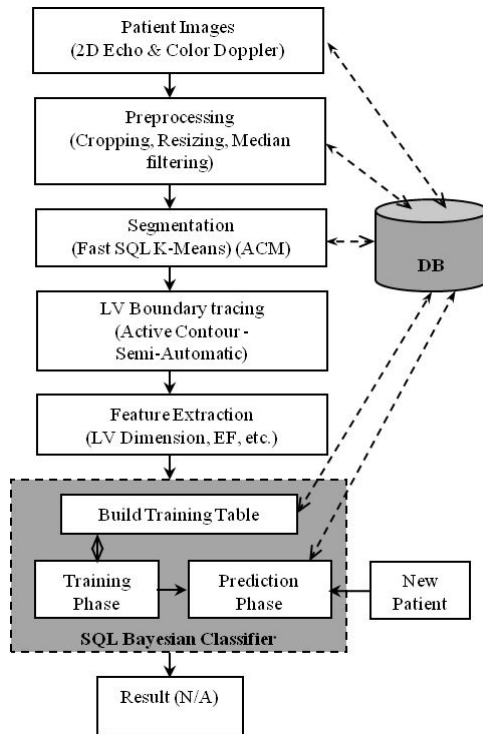 Patient Images
(2D Echo & Color Doppler)
Preprocessing
(Cropping, Resizing, Median
filtering)
Segmentation
(Fast SQL K-Means) (ACM)
DB
LV Boundary tracing
(Active Contour -
Semi-Automatic)
Feature Extraction
(LV Dimension, EF, etc.)
Build Training Table
Training
Phase
Prediction
Phase
New
Patient
SQL Bayesian Classifier
Result (N/A)